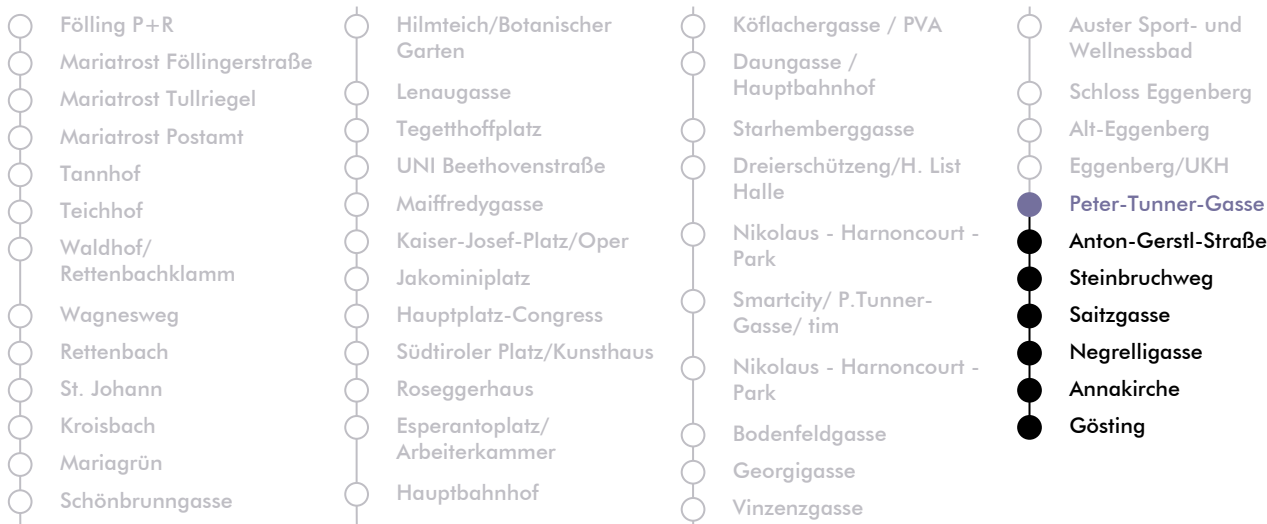 Fölling P+R
Mariatrost Föllingerstraße
Mariatrost Tullriegel
Mariatrost Postamt
Tannhof
Teichhof
Waldhof/
Rettenbachklamm
Wagnesweg
Rettenbach
St. Johann
Kroisbach
Mariagrün
Schönbrunngasse
Hilmteich/Botanischer
Garten
Lenaugasse
Tegetthoffplatz
UNI Beethovenstraße
Maiffredygasse
Kaiser-Josef-Platz/Oper
Jakominiplatz
Hauptplatz-Congress
Südtiroler Platz/Kunsthaus
Roseggerhaus
Esperantoplatz/
Arbeiterkammer
Hauptbahnhof
Köflachergasse / PVA
Daungasse /
Hauptbahnhof
Starhemberggasse
Dreierschützeng/H. List
Halle
Nikolaus - Harnoncourt -
Park
Smartcity/ P.Tunner-
Gasse/ tim
Nikolaus - Harnoncourt -
Park
Bodenfeldgasse
Georgigasse
Vinzenzgasse
Auster Sport- und
Wellnessbad
Schloss Eggenberg
Alt-Eggenberg
Eggenberg/UKH
Peter-Tunner-Gasse
Anton-Gerstl-Straße
Steinbruchweg
Saitzgasse
Negrelligasse
Annakirche
Gösting